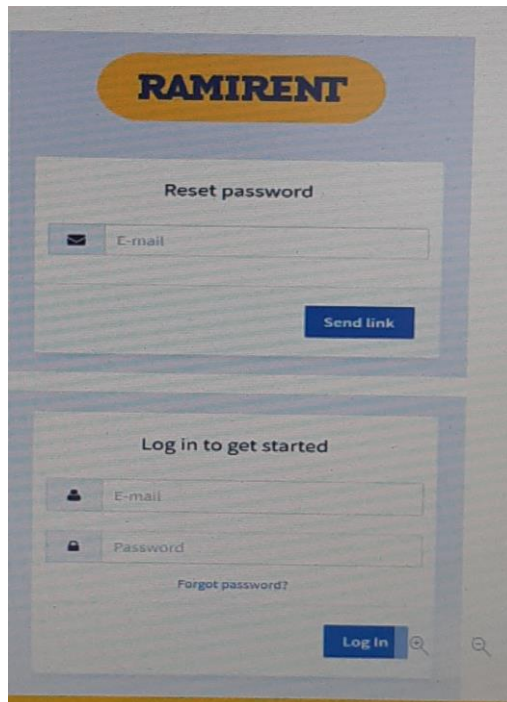 RAMIRENT
Reset password
E-mail
Send link
Log in to get started
E-mail
Password
Forgot password?
Log In